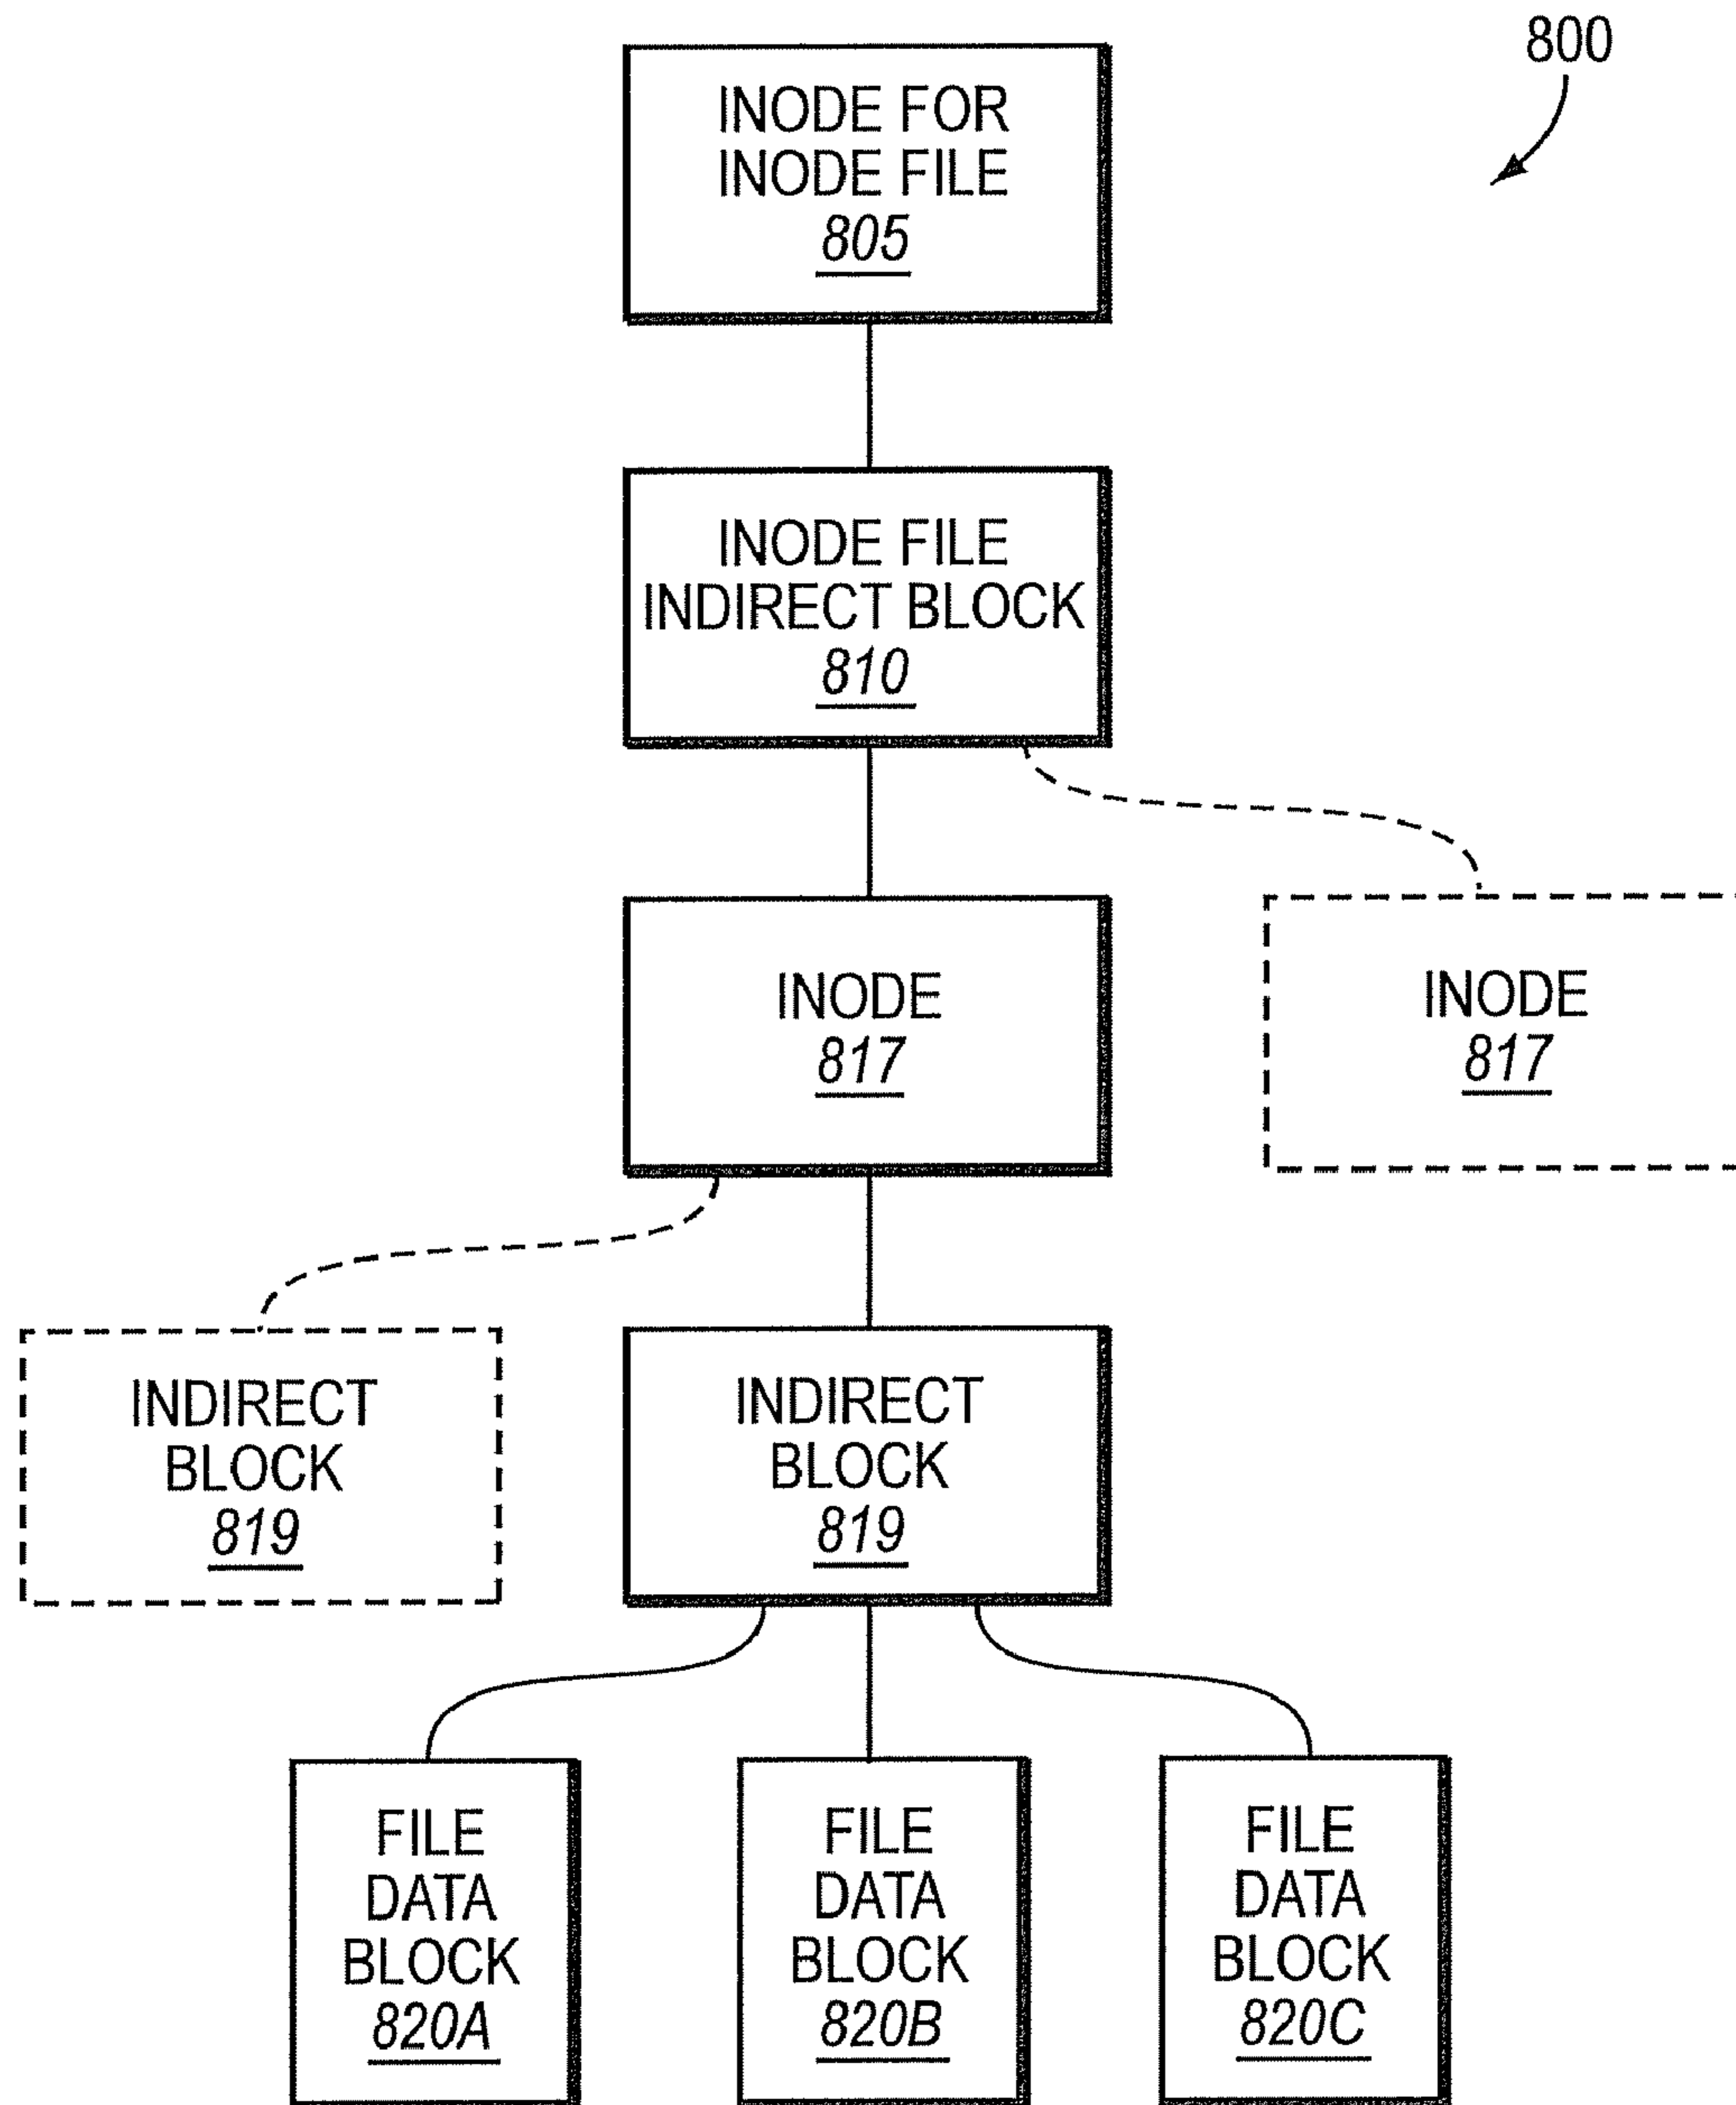 800
INODE FOR
INODE FILE
805
INODE FILE
INDIRECT BLOCK
810
INODE
817
INODE
817
INDIRECT
BLOCK
819
INDIRECT
BLOCK
819
FILE
DATA
BLOCK
820A
FILE
DATA
BLOCK
820B
FILE
DATA
BLOCK
820C